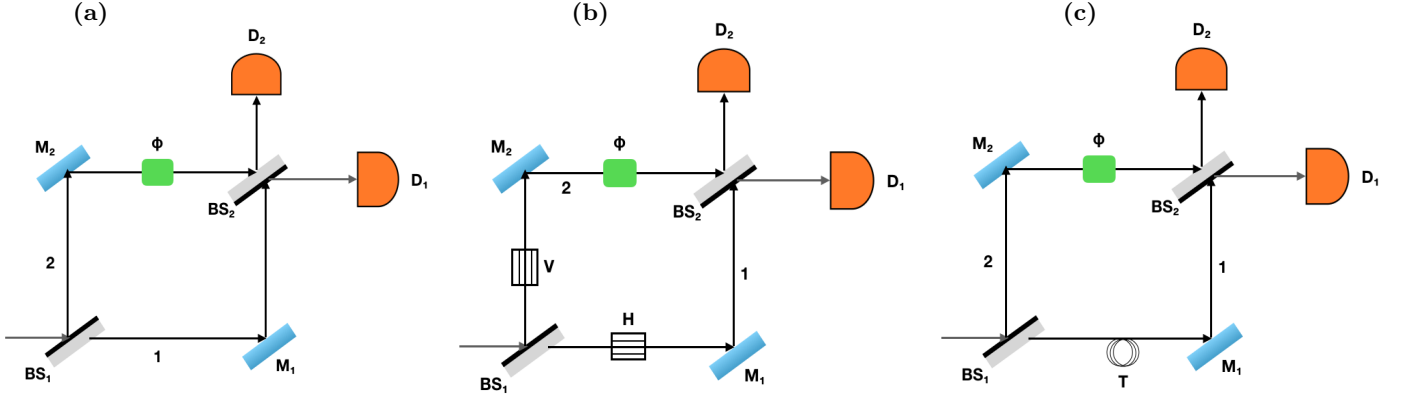 (a)
D₂
M₂
ϕ
D₁
BS₂
2
BS₁
1
M₁
(b)
D₂
M₂
ϕ
2
D₁
BS₂
V
1
H
BS₁
M₁
(c)
D₂
M₂
ϕ
D₁
BS₂
2
1
BS₁
T
M₁